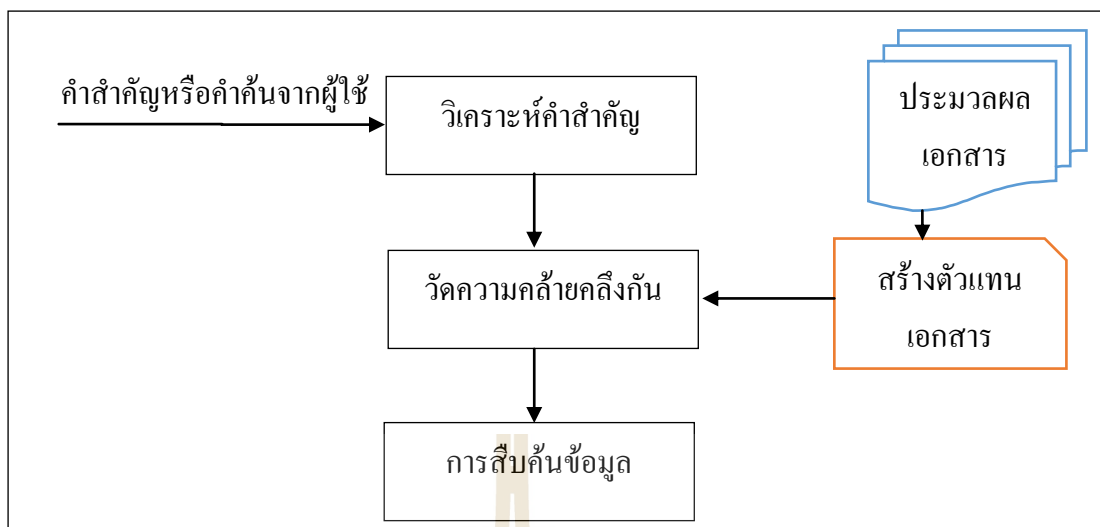 คำสำคัญหรือคำค้นจากผู้ใช้
วิเคราะห์คำสำคัญ
ประมวลผล
เอกสาร
วัดความคล้ายคลึงกัน
สร้างตัวแทน
เอกสาร
การสืบค้นข้อมูล